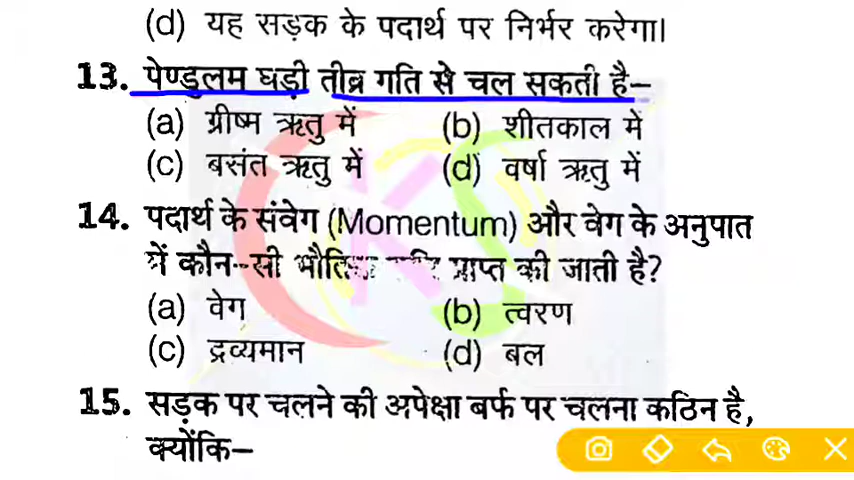 (d) यह सड़क के पदार्थ पर निर्भर करेगा।
13. पेण्डुलम घड़ी तीव्र गति से चल सकती है–
(a) ग्रीष्म ऋतु में (b) शीतकाल में
(c) बसंत ऋतु में (d) वर्षा ऋतु में
14. पदार्थ के संवेग (Momentum) और वेग के अनुपात
में कौन-सी प्राप्त की जाती है?
(a) वेग (b) त्वरण
(c) द्रव्यमान (d) बल
15. सड़क पर चलने की अपेक्षा बर्फ पर चलना कठिन है,
क्योंकि–